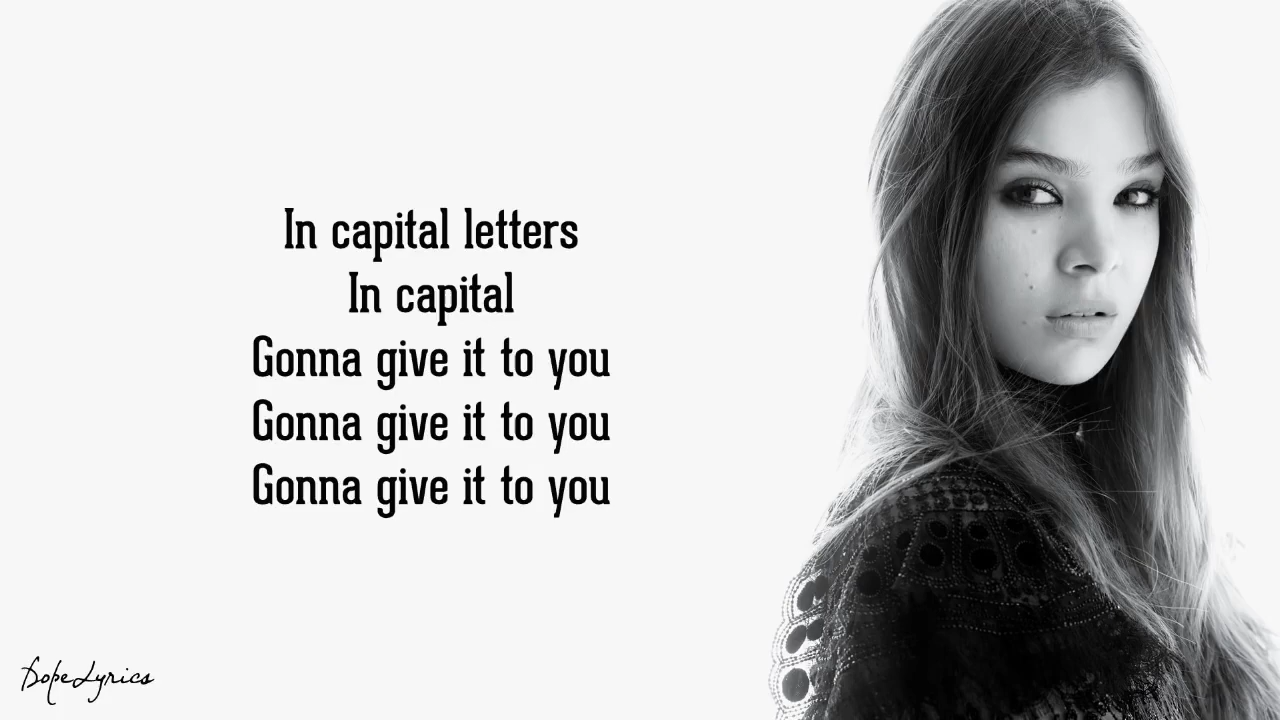 In capital letters
In capital
Gonna give it to you
Gonna give it to you
Gonna give it to you
DopeLyrics